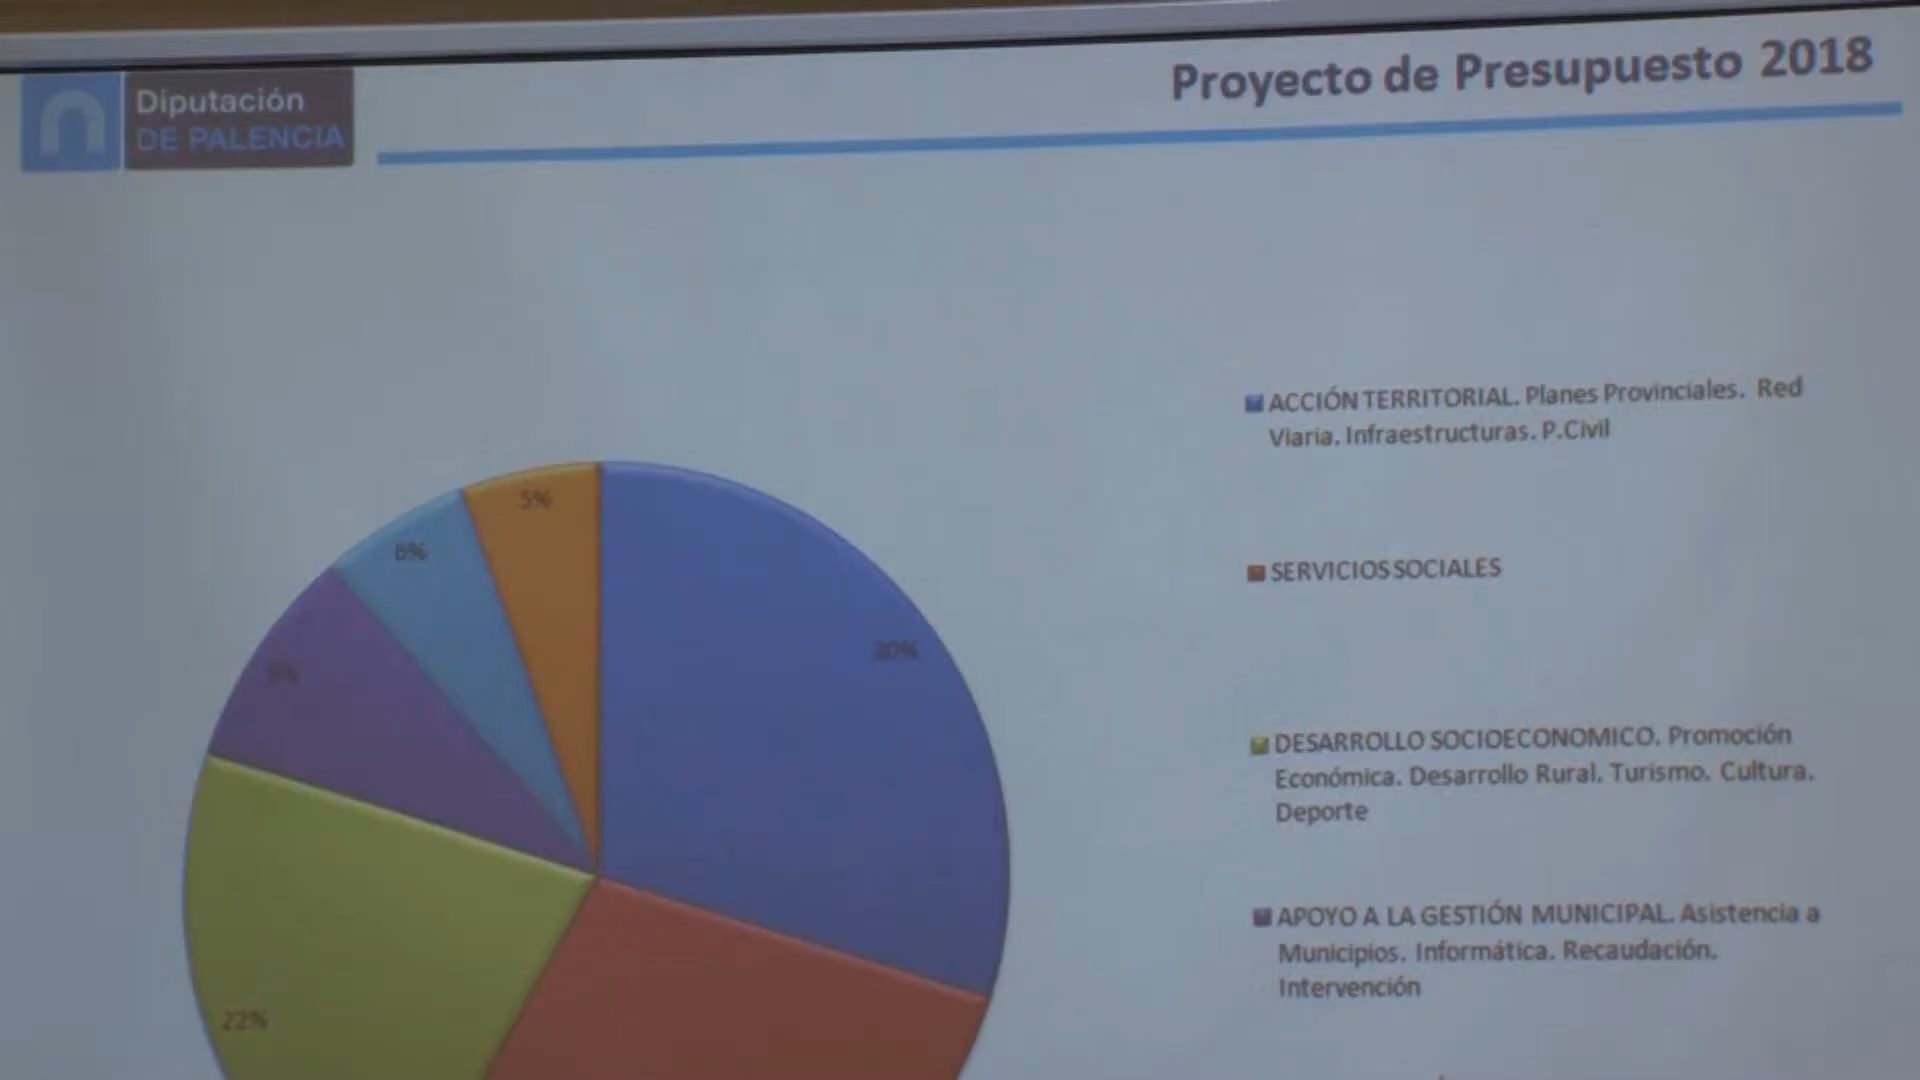 Diputación
DE PALENCIA
Proyecto de Presupuesto 2018
ACCIÓN TERRITORIAL. Planes Provinciales. Red
Viaria. Infraestructuras. P.Civil
SERVICIOS SOCIALES
DESARROLLO SOCIOECONOMICO. Promoción
Económica. Desarrollo Rural. Turismo. Cultura.
Deporte
APOYO A LA GESTIÓN MUNICIPAL. Asistencia a
Municipios. Informática. Recaudación.
Intervención
5%
6%
30%
22%